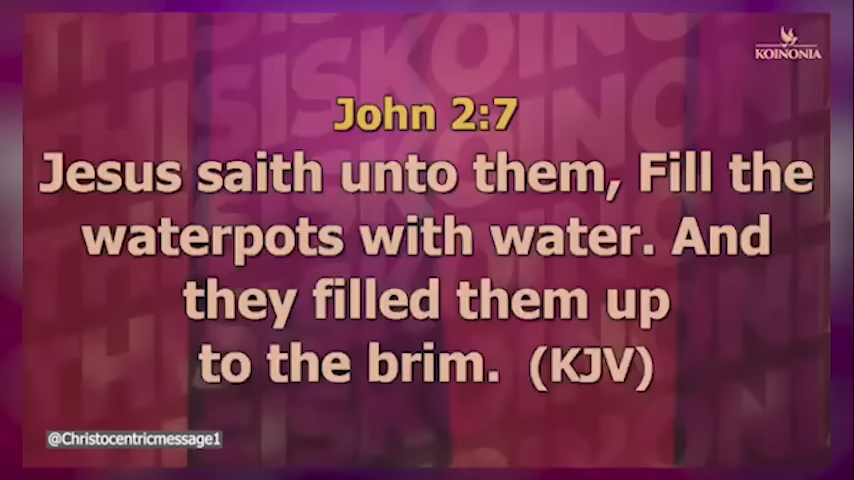 KOINONIA
John 2:7
Jesus saith unto them, Fill the
waterpots with water. And
they filled them up
to the brim. (KJV)
@Christocentricmessage1